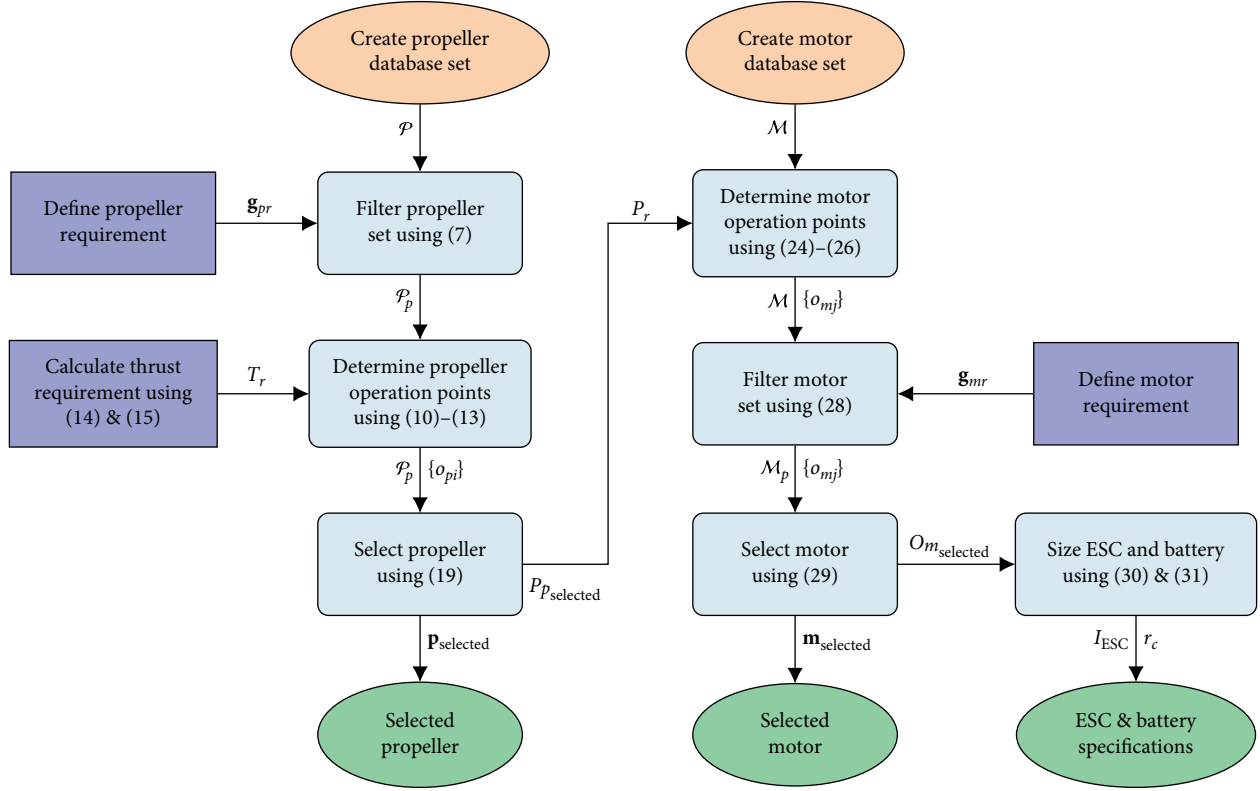 Create propeller
database set
Create motor
database set
𝒫
ℳ
Define propeller
requirement
g_pr
Filter propeller
set using (7)
P_r
Determine motor
operation points
using (24)–(26)
𝒫_p
ℳ {o_mj}
Calculate thrust
requirement using
(14) & (15)
T_r
Determine propeller
operation points
using (10)–(13)
Filter motor
set using (28)
g_mr
Define motor
requirement
𝒫_p {o_pi}
ℳ_p {o_mj}
Select propeller
using (19)
P_p_selected
Select motor
using (29)
O_m_selected
Size ESC and battery
using (30) & (31)
p_selected
m_selected
I_ESC r_c
Selected
propeller
Selected
motor
ESC & battery
specifications